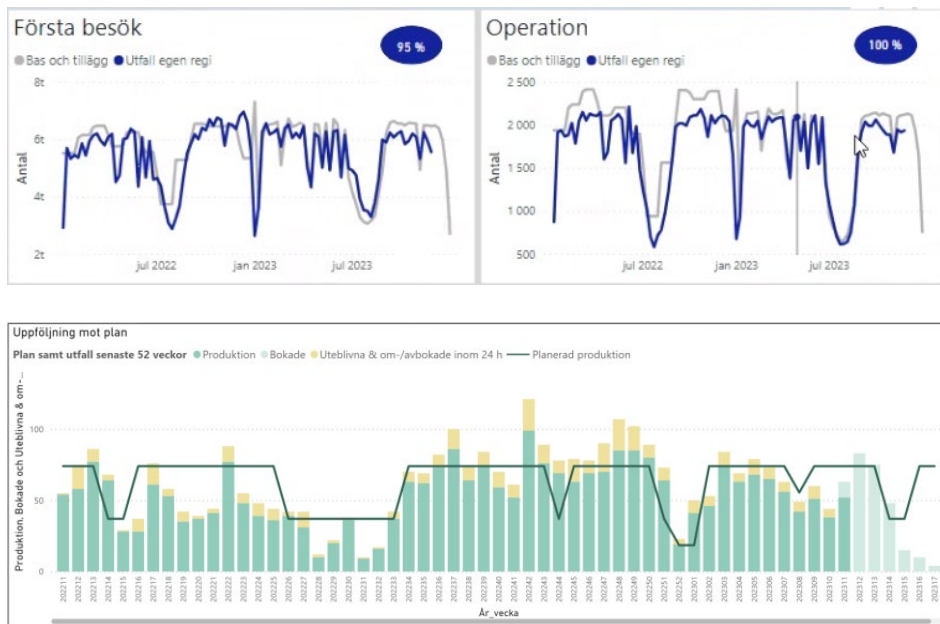 Första besök
95 %
Bas och tillägg Utfall egen regi
8t
6t
4t
2t
Antal
jul 2022 jan 2023 jul 2023
Operation
100 %
Bas och tillägg Utfall egen regi
2 500
2 000
1 500
1 000
500
Antal
jul 2022 jan 2023 jul 2023
Uppföljning mot plan
Plan samt utfall senaste 52 veckor Produktion Bokade Uteblivna & om-/avbokade inom 24 h Planerad produktion
Produktion, Bokade och Uteblivna & om-...
100
50
0
202211 202212 202213 202214 202215 202216 202217 202218 202219 202220 202221 202222 202223 202224 202225 202226 202227 202228 202229 202230 202231 202232 202233 202234 202235 202236 202237 202238 202239 202240 202241 202242 202243 202244 202245 202246 202247 202248 202249 202250 202251 202252 202301 202302 202303 202304 202305 202306 202307 202308 202309 202310 202311 202312 202313 202314 202315 202316 202317
År_vecka